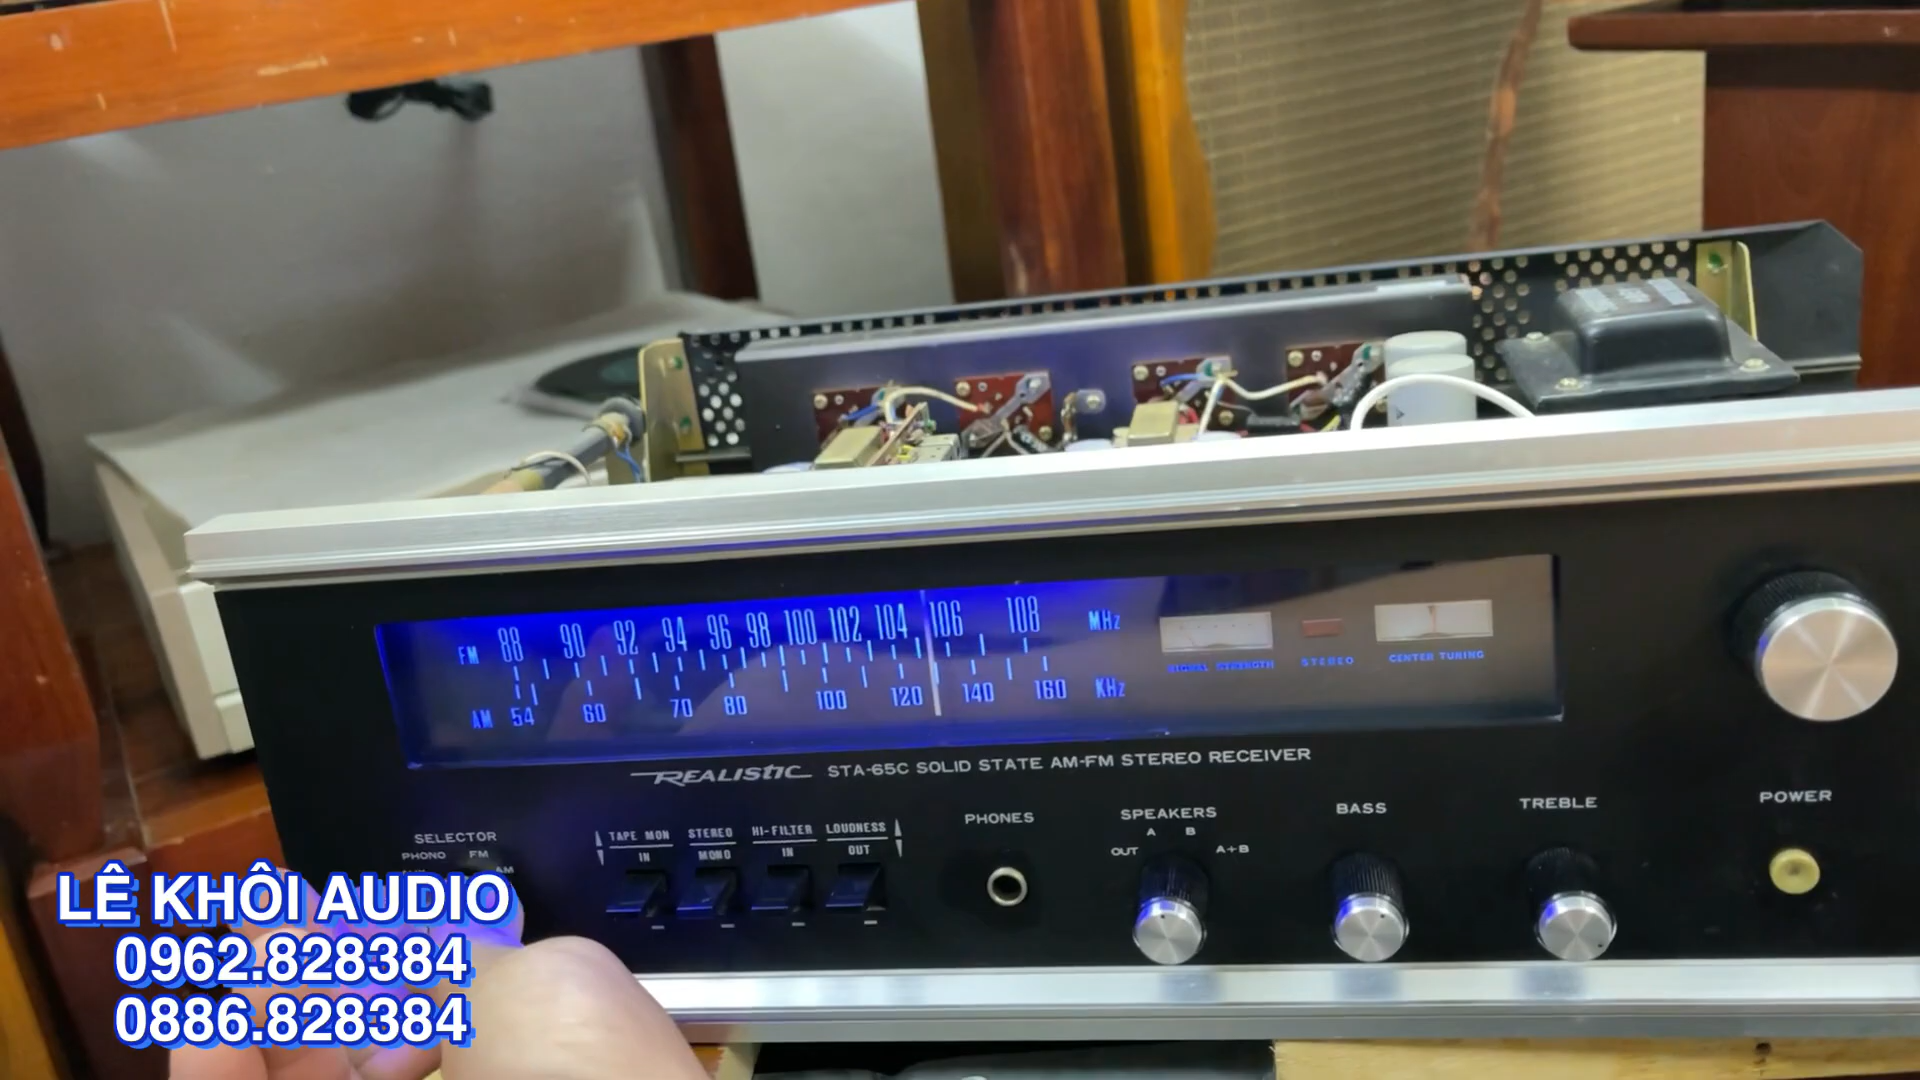 FM 88 90 92 94 96 98 100 102 104 106 108 MHz
AM 54 60 70 80 100 120 140 160 KHz
SIGNAL STRENGTH STEREO CENTER TUNING
REALISTIC STA-65C SOLID STATE AM-FM STEREO RECEIVER
SELECTOR
PHONO FM
AM
TAPE MON STEREO HI-FILTER LOUDNESS
IN MONO IN OUT
PHONES
SPEAKERS
A B
OUT A+B
BASS
TREBLE
POWER
LÊ KHÔI AUDIO
0962.828384
0886.828384